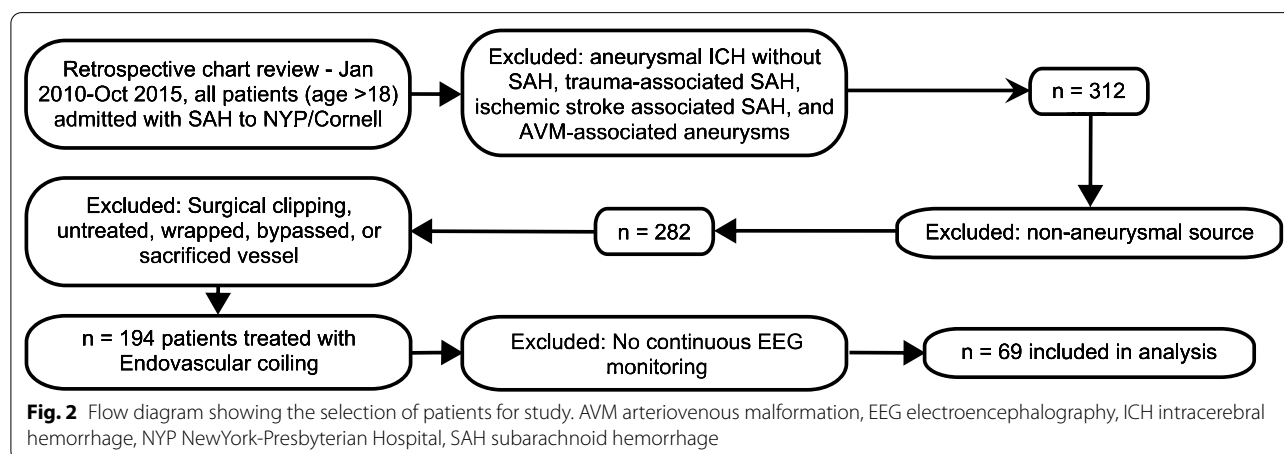 Retrospective chart review - Jan
2010-Oct 2015, all patients (age >18)
admitted with SAH to NYP/Cornell
Excluded: aneurysmal ICH without
SAH, trauma-associated SAH,
ischemic stroke associated SAH, and
AVM-associated aneurysms
n = 312
Excluded: non-aneurysmal source
n = 282
Excluded: Surgical clipping,
untreated, wrapped, bypassed, or
sacrificed vessel
n = 194 patients treated with
Endovascular coiling
Excluded: No continuous EEG
monitoring
n = 69 included in analysis
Fig. 2 Flow diagram showing the selection of patients for study. AVM arteriovenous malformation, EEG electroencephalography, ICH intracerebral
hemorrhage, NYP NewYork-Presbyterian Hospital, SAH subarachnoid hemorrhage